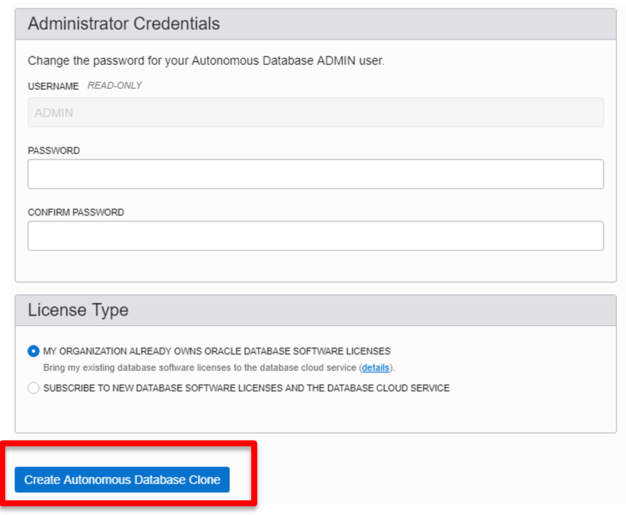 Administrator Credentials
Change the password for your Autonomous Database ADMIN user.
USERNAME READ-ONLY
ADMIN
PASSWORD
CONFIRM PASSWORD
License Type
MY ORGANIZATION ALREADY OWNS ORACLE DATABASE SOFTWARE LICENSES
Bring my existing database software licenses to the database cloud service (details).
SUBSCRIBE TO NEW DATABASE SOFTWARE LICENSES AND THE DATABASE CLOUD SERVICE
Create Autonomous Database Clone